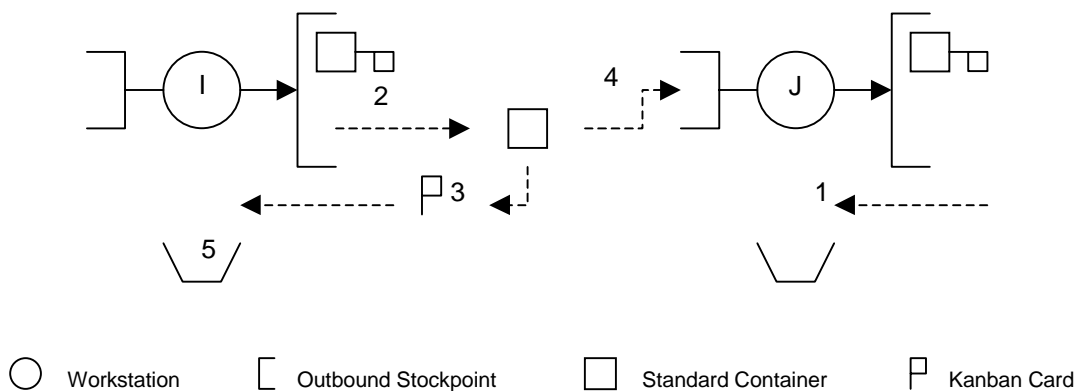 I
J
2
4
3
1
5
Workstation
Outbound Stockpoint
Standard Container
Kanban Card